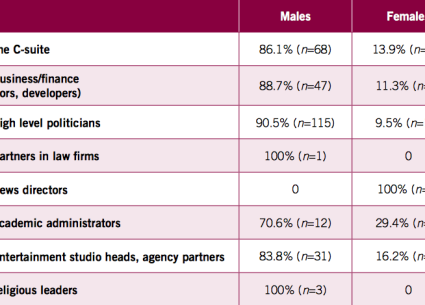 Males Female
he C-suite 86.1% (n=68) 13.9% (n=
usiness/finance
ors, developers) 88.7% (n=47) 11.3% (n=
igh level politicians 90.5% (n=115) 9.5% (n=
artners in law firms 100% (n=1) 0
ews directors 0 100% (n=
cademic administrators 70.6% (n=12) 29.4% (n=
ntertainment studio heads, agency partners 83.8% (n=31) 16.2% (n=
eligious leaders 100% (n=3) 0